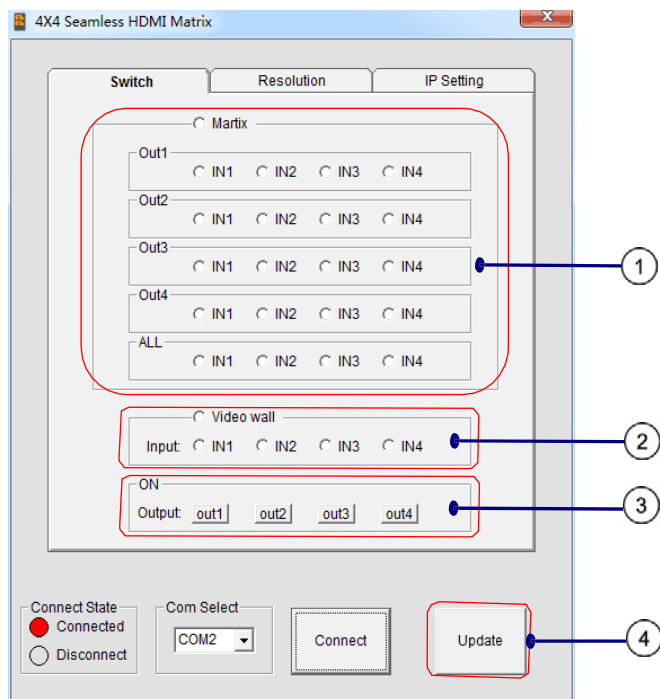 4X4 Seamless HDMI Matrix
Switch Resolution IP Setting
Martix
Out1
IN1 IN2 IN3 IN4
Out2
IN1 IN2 IN3 IN4
Out3
IN1 IN2 IN3 IN4
1
Out4
IN1 IN2 IN3 IN4
ALL
IN1 IN2 IN3 IN4
Video wall
Input: IN1 IN2 IN3 IN4
2
ON
Output: out1 out2 out3 out4
3
Connect State Com Select
Connected
COM2 Connect Update 4
Disconnect